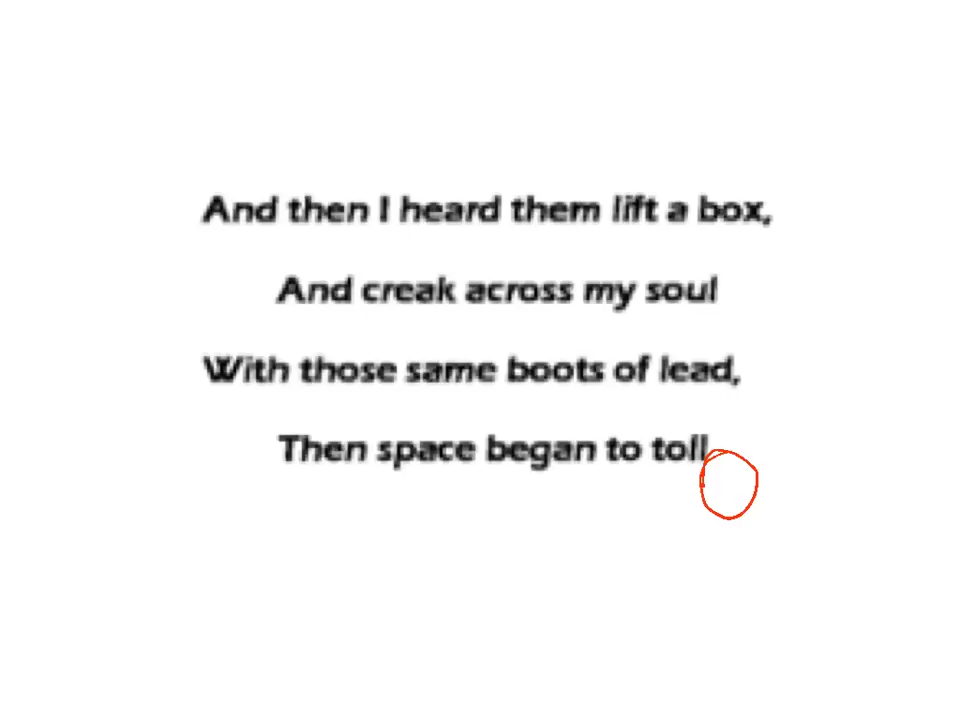 And then I heard them lift a box,
And creak across my soul
With those same boots of lead,
Then space began to toll